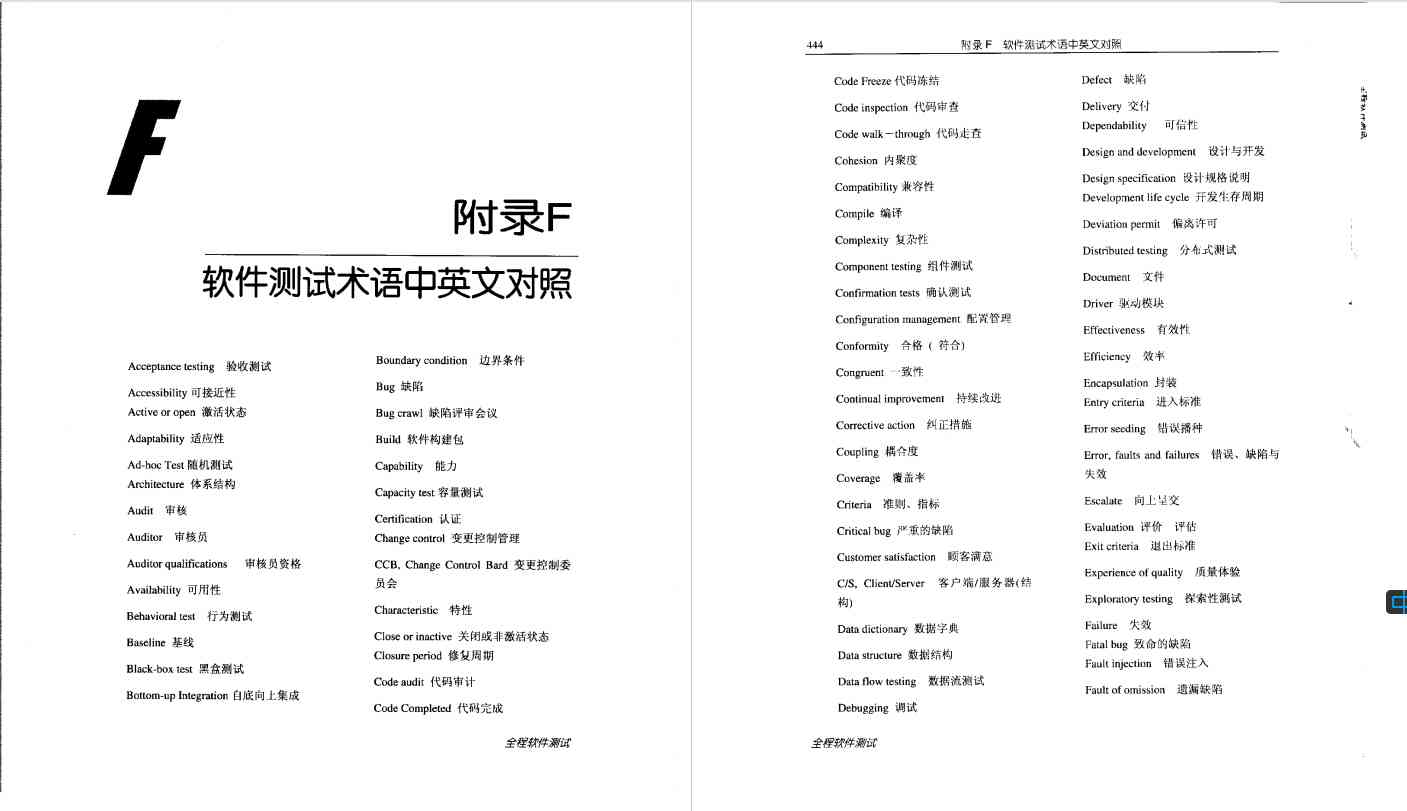 F
附录F
软件测试术语中英文对照
Acceptance testing 验收测试
Accessibility 可接近性
Active or open 激活状态
Adaptability 适应性
Ad-hoc Test 随机测试
Architecture 体系结构
Audit 审核
Auditor 审核员
Auditor qualifications 审核员资格
Availability 可用性
Behavioral test 行为测试
Baseline 基线
Black-box test 黑盒测试
Bottom-up Integration 自底向上集成
Boundary condition 边界条件
Bug 缺陷
Bug crawl 缺陷评审会议
Build 软件构建包
Capability 能力
Capacity test 容量测试
Certification 认证
Change control 变更控制管理
CCB, Change Control Bard 变更控制委
员会
Characteristic 特性
Close or inactive 关闭或非激活状态
Closure period 修复周期
Code audit 代码审计
Code Completed 代码完成
全程软件测试
444
附录 F 软件测试术语中英文对照
Code Freeze 代码冻结
Code inspection 代码审查
Code walk－through 代码走查
Cohesion 内聚度
Compatibility 兼容性
Compile 编译
Complexity 复杂性
Component testing 组件测试
Confirmation tests 确认测试
Configuration management 配置管理
Conformity 合格 ( 符合)
Congruent 一致性
Continual improvement 持续改进
Corrective action 纠正措施
Coupling 耦合度
Coverage 覆盖率
Criteria 准则、指标
Critical bug 严重的缺陷
Customer satisfaction 顾客满意
C/S, Client/Server 客户端/服务器(结
构)
Data dictionary 数据字典
Data structure 数据结构
Data flow testing 数据流测试
Debugging 调试
Defect 缺陷
Delivery 交付
Dependability 可信性
Design and development 设计与开发
Design specification 设计规格说明
Development life cycle 开发生存周期
Deviation permit 偏离许可
Distributed testing 分布式测试
Document 文件
Driver 驱动模块
Effectiveness 有效性
Efficiency 效率
Encapsulation 封装
Entry criteria 进入标准
Error seeding 错误播种
Error, faults and failures 错误、缺陷与
失效
Escalate 向上呈交
Evaluation 评价 评估
Exit criteria 退出标准
Experience of quality 质量体验
Exploratory testing 探索性测试
Failure 失效
Fatal bug 致命的缺陷
Fault injection 错误注入
Fault of omission 遗漏缺陷
全程软件测试